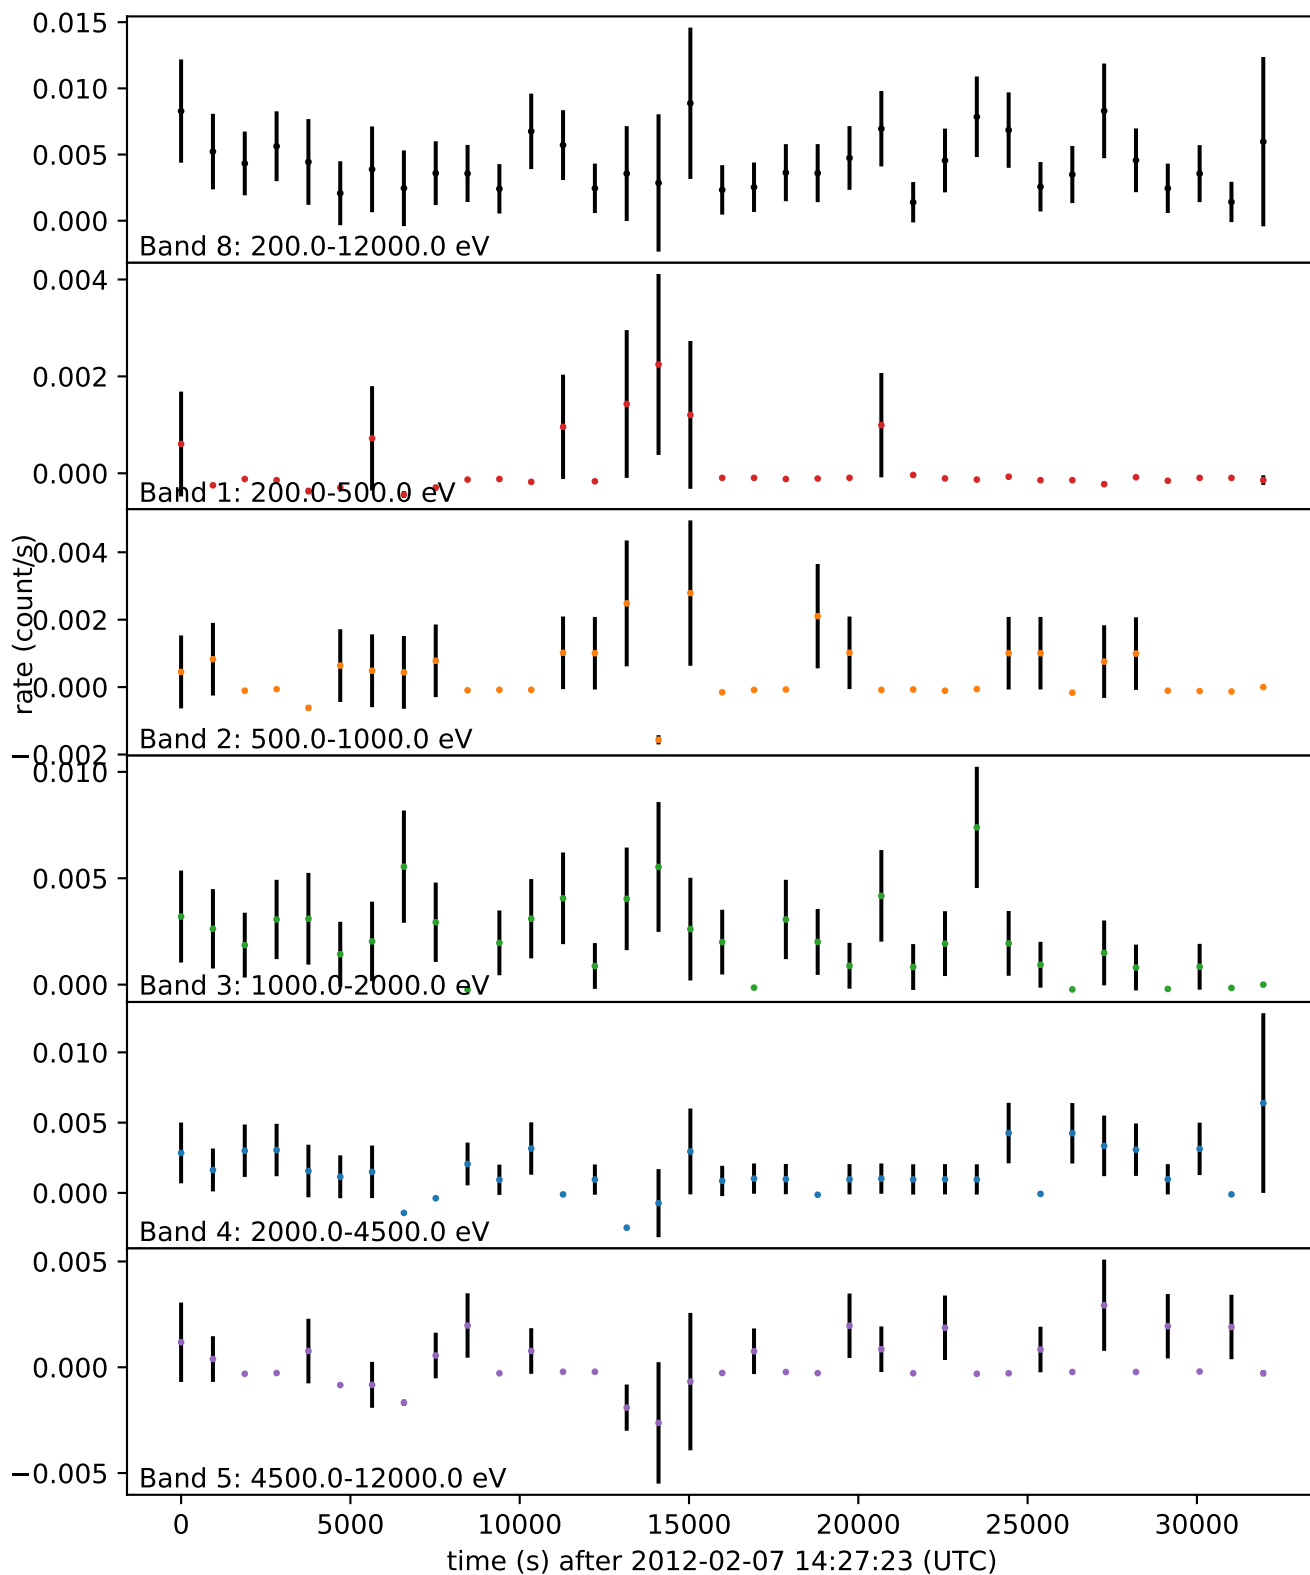 0.015
0.010
0.005
0.000
Band 8: 200.0-12000.0 eV
0.004
0.002
0.000
Band 1: 200.0-500.0 eV
rate (count/s)
0.004
0.002
0.000
−0.002
Band 2: 500.0-1000.0 eV
0.010
0.005
0.000
Band 3: 1000.0-2000.0 eV
0.010
0.005
0.000
Band 4: 2000.0-4500.0 eV
0.005
0.000
−0.005
Band 5: 4500.0-12000.0 eV
0 5000 10000 15000 20000 25000 30000
time (s) after 2012-02-07 14:27:23 (UTC)